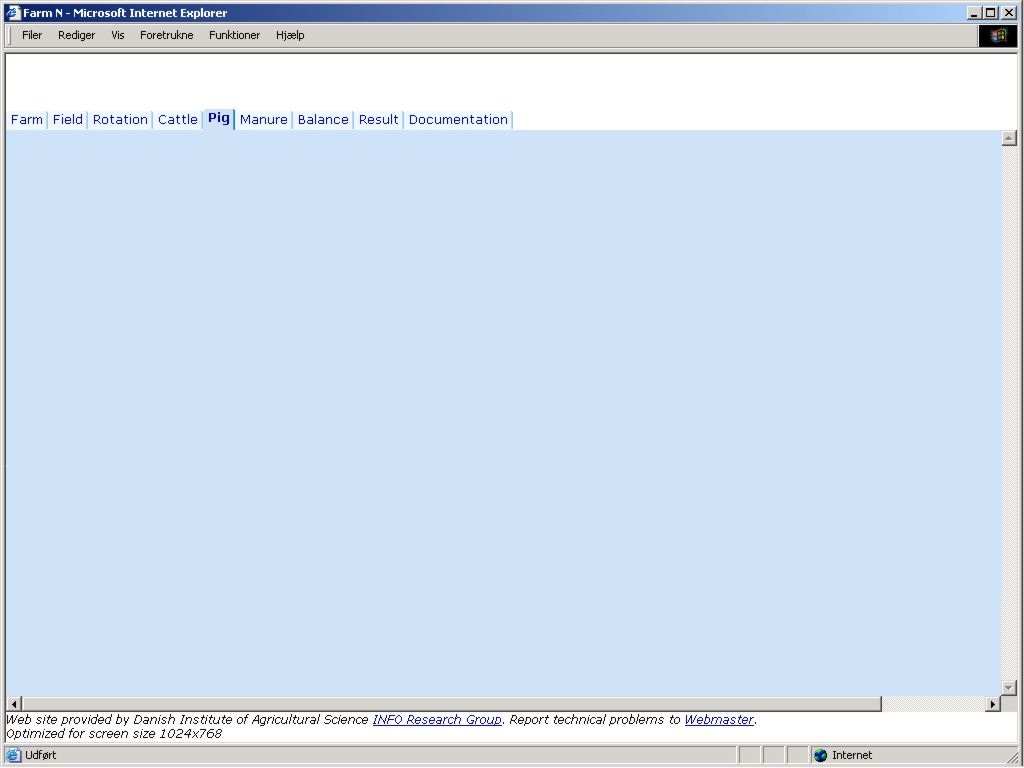 Farm N - Microsoft Internet Explorer
Filer Rediger Vis Foretrukne Funktioner Hjælp
Farm Field Rotation Cattle Pig Manure Balance Result Documentation
Web site provided by Danish Institute of Agricultural Science INFO Research Group. Report technical problems to Webmaster.
Optimized for screen size 1024x768
Udført Internet